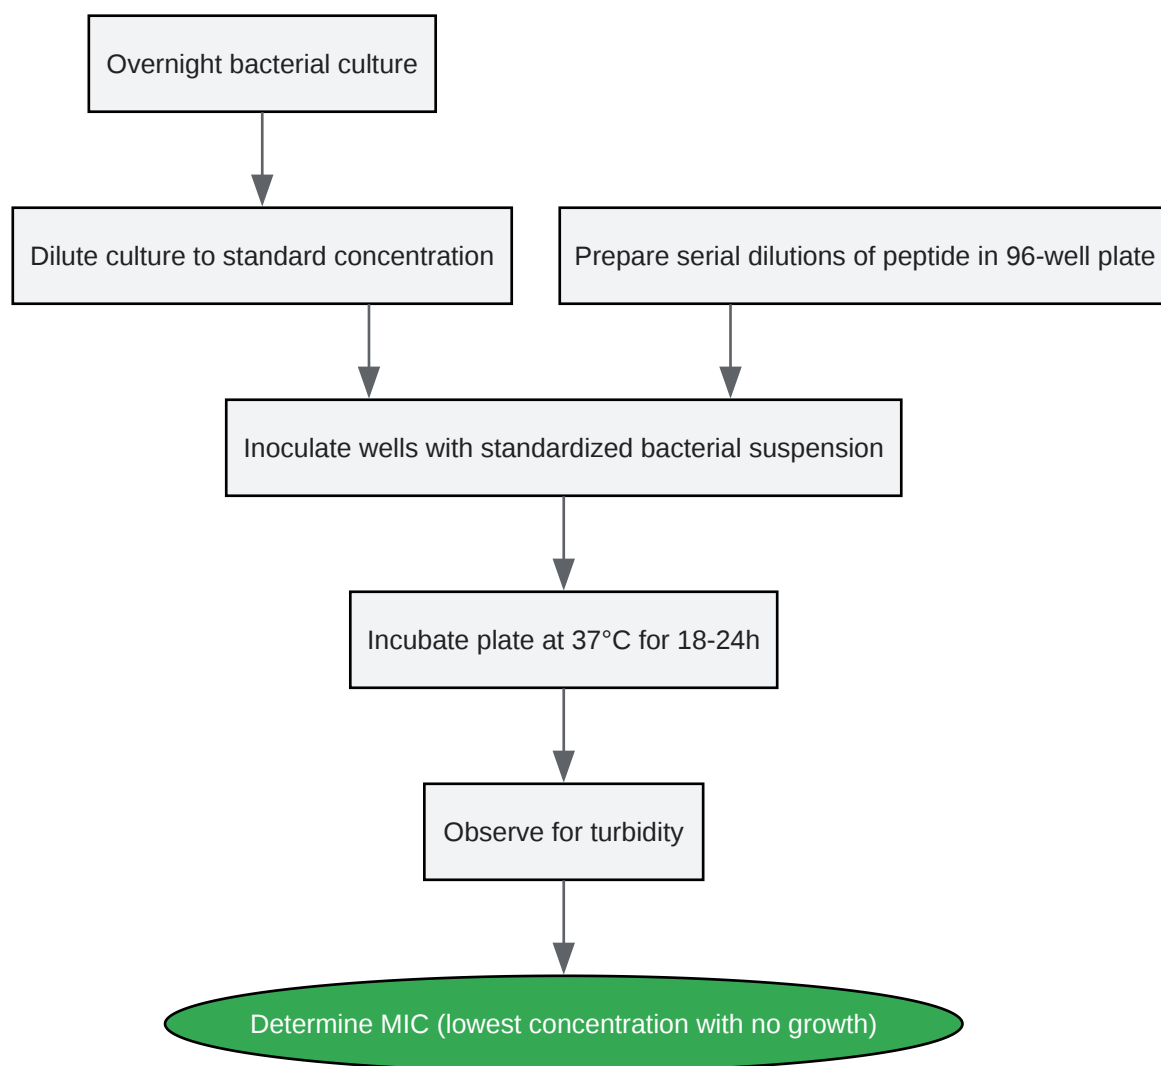 Overnight bacterial culture
Dilute culture to standard concentration
Prepare serial dilutions of peptide in 96-well plate
Inoculate wells with standardized bacterial suspension
Incubate plate at 37°C for 18-24h
Observe for turbidity
Determine MIC (lowest concentration with no growth)